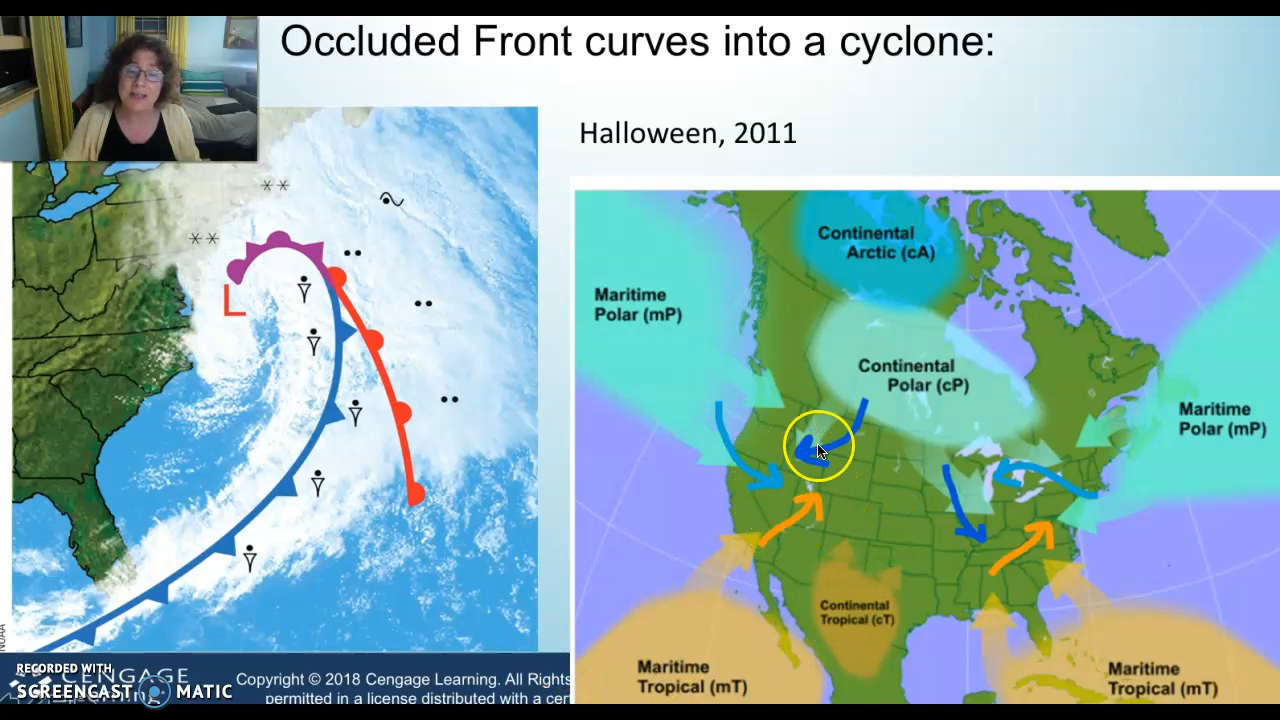 Occluded Front curves into a cyclone:
Halloween, 2011
L
Continental
Arctic (cA)
Maritime
Polar (mP)
Continental
Polar (cP)
Maritime
Polar (mP)
Continental
Tropical (cT)
Maritime
Tropical (mT)
Maritime
Tropical (mT)
NOAA
CENGAGE
RECORDED WITH
SCREENCAST MATIC
Copyright © 2018 Cengage Learning. All Rights
permitted in a license distributed with a cer